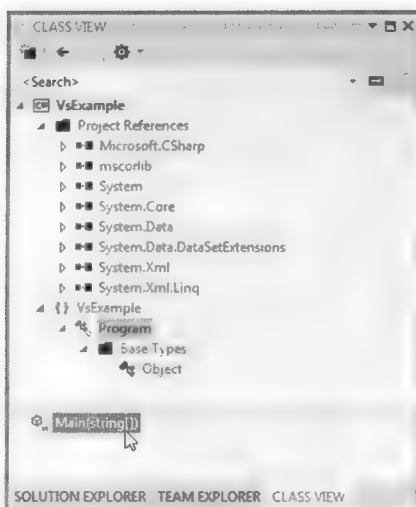 CLASS VIEW
<Search>
C# VsExample
Project References
Microsoft.CSharp
mscorlib
System
System.Core
System.Data
System.Data.DataSetExtensions
System.Xml
System.Xml.Linq
{} VsExample
Program
Base Types
Object
Main(string[])
SOLUTION EXPLORER TEAM EXPLORER CLASS VIEW